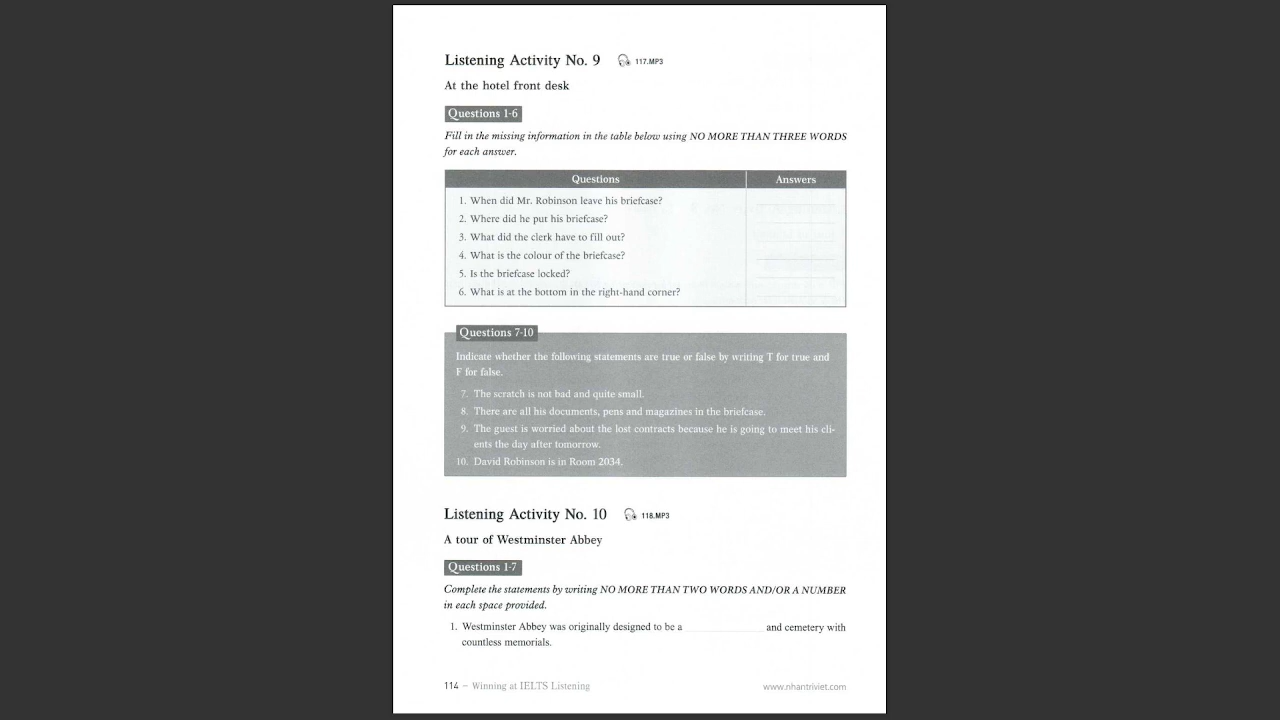 Listening Activity No. 9 117.MP3
At the hotel front desk
Questions 1-6
Fill in the missing information in the table below using NO MORE THAN THREE WORDS
for each answer.
Questions Answers
1. When did Mr. Robinson leave his briefcase?
2. Where did he put his briefcase?
3. What did the clerk have to fill out?
4. What is the colour of the briefcase?
5. Is the briefcase locked?
6. What is at the bottom in the right-hand corner?
Questions 7-10
Indicate whether the following statements are true or false by writing T for true and
F for false.
7. The scratch is not bad and quite small.
8. There are all his documents, pens and magazines in the briefcase.
9. The guest is worried about the lost contracts because he is going to meet his cli-
ents the day after tomorrow.
10. David Robinson is in Room 2034.
Listening Activity No. 10 118.MP3
A tour of Westminster Abbey
Questions 1-7
Complete the statements by writing NO MORE THAN TWO WORDS AND/OR A NUMBER
in each space provided.
1. Westminster Abbey was originally designed to be a and cemetery with
countless memorials.
114 – Winning at IELTS Listening www.nhantriviet.com